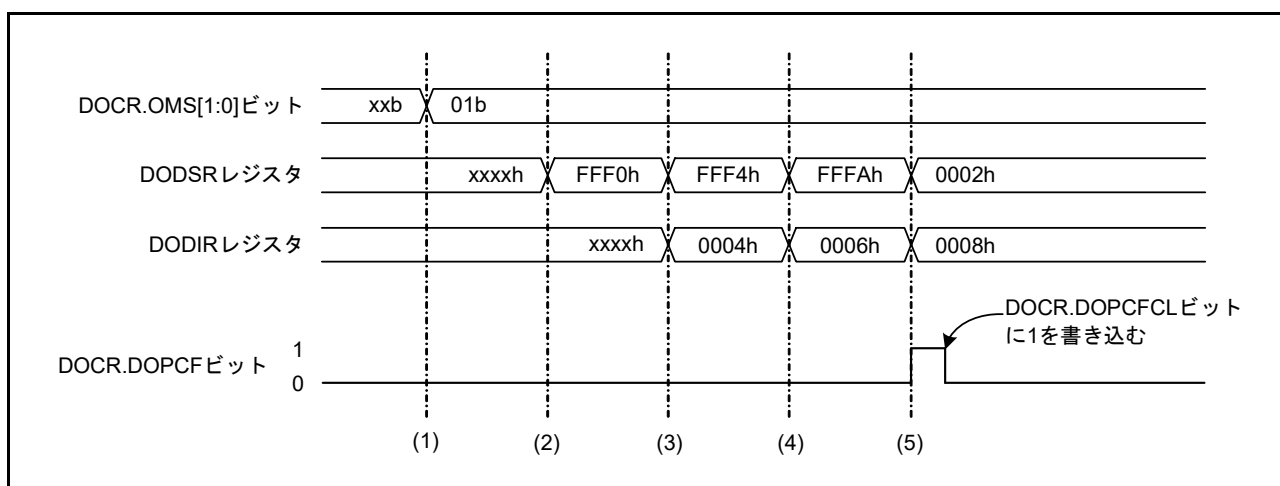 DOCR.OMS[1:0]ビット xxb 01b
DODSRレジスタ xxxxh FFF0h FFF4h FFFAh 0002h
DODIRレジスタ xxxxh 0004h 0006h 0008h
DOCR.DOPCFCLビット
に1を書き込む
DOCR.DOPCFビット
1
0
(1) (2) (3) (4) (5)